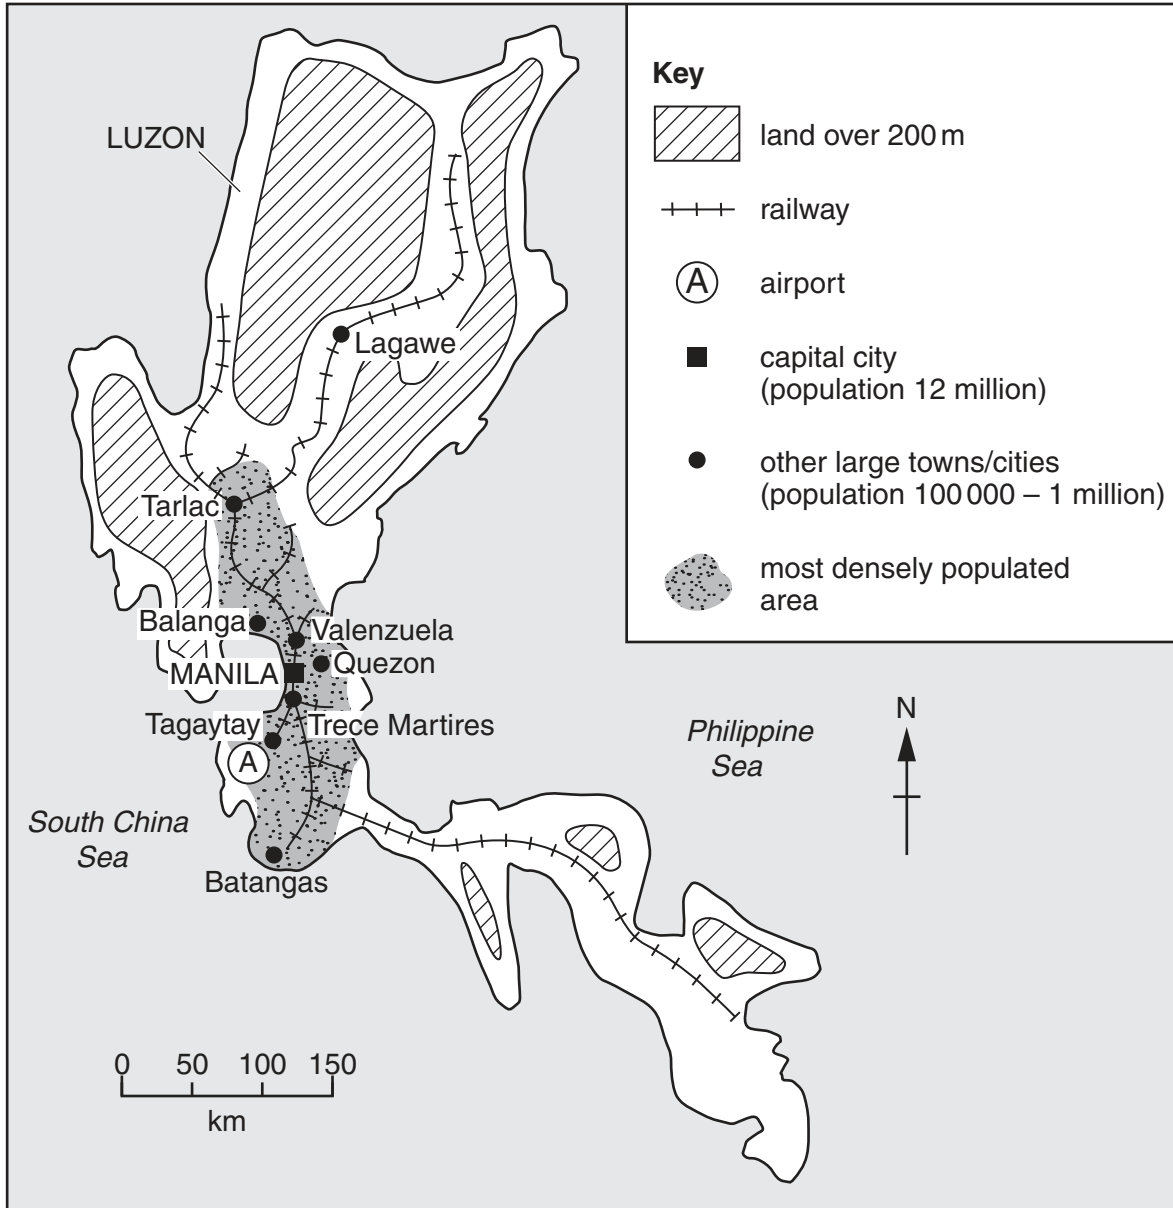 LUZON
Lagawe
Tarlac
Balanga
Valenzuela
Quezon
MANILA
Tagaytay
Trece Martires
A
Batangas
South China
Sea
Philippine
Sea
N
0 50 100 150
km
Key
land over 200 m
railway
A airport
capital city
(population 12 million)
other large towns/cities
(population 100 000 – 1 million)
most densely populated
area